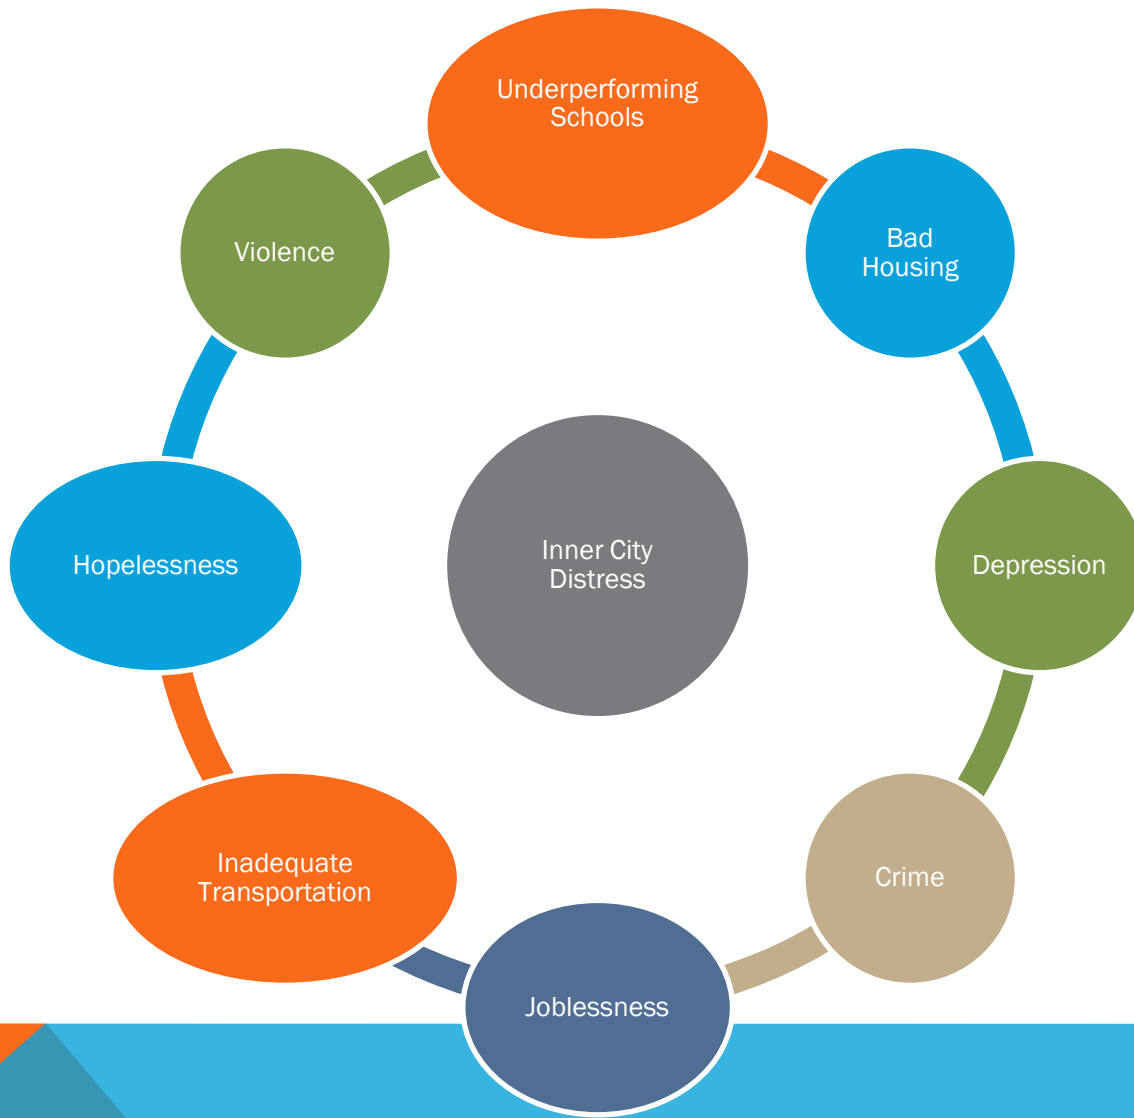 Underperforming
Schools
Bad
Housing
Depression
Crime
Joblessness
Inadequate
Transportation
Hopelessness
Violence
Inner City
Distress